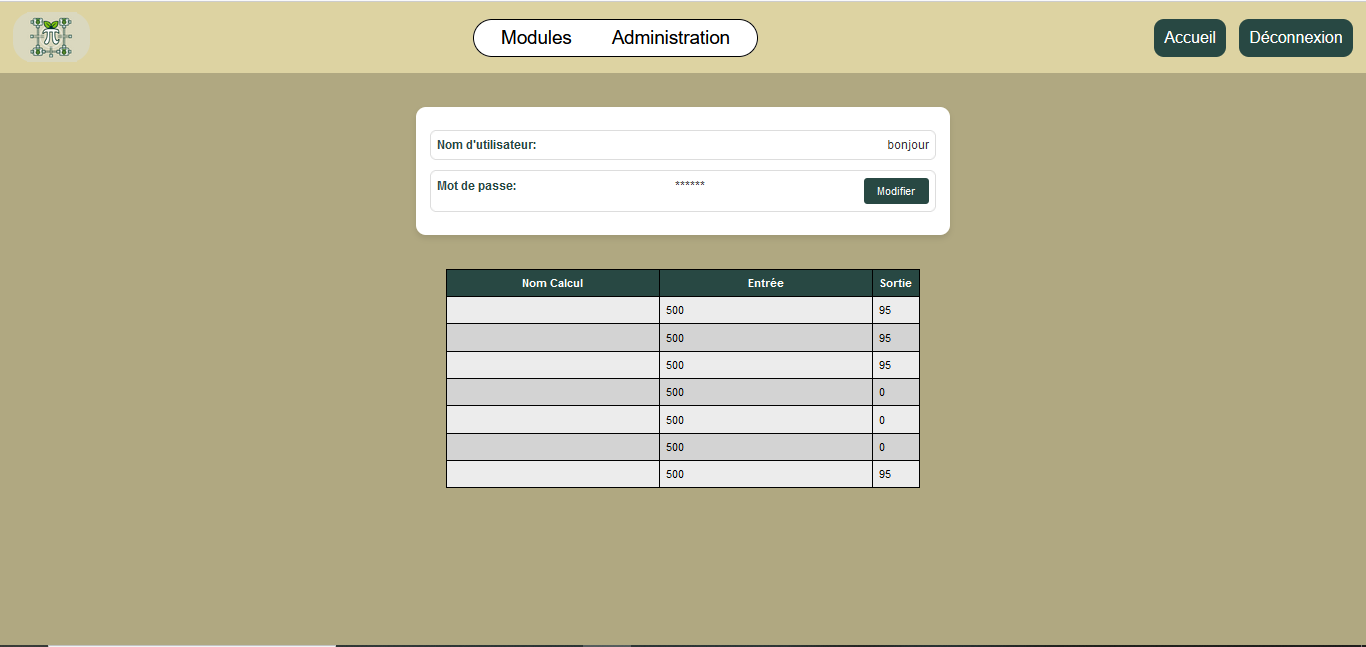 Modules Administration Accueil Déconnexion
Nom d'utilisateur: bonjour
Mot de passe: ****** Modifier
Nom Calcul Entrée Sortie
500 95
500 95
500 95
500 0
500 0
500 0
500 95